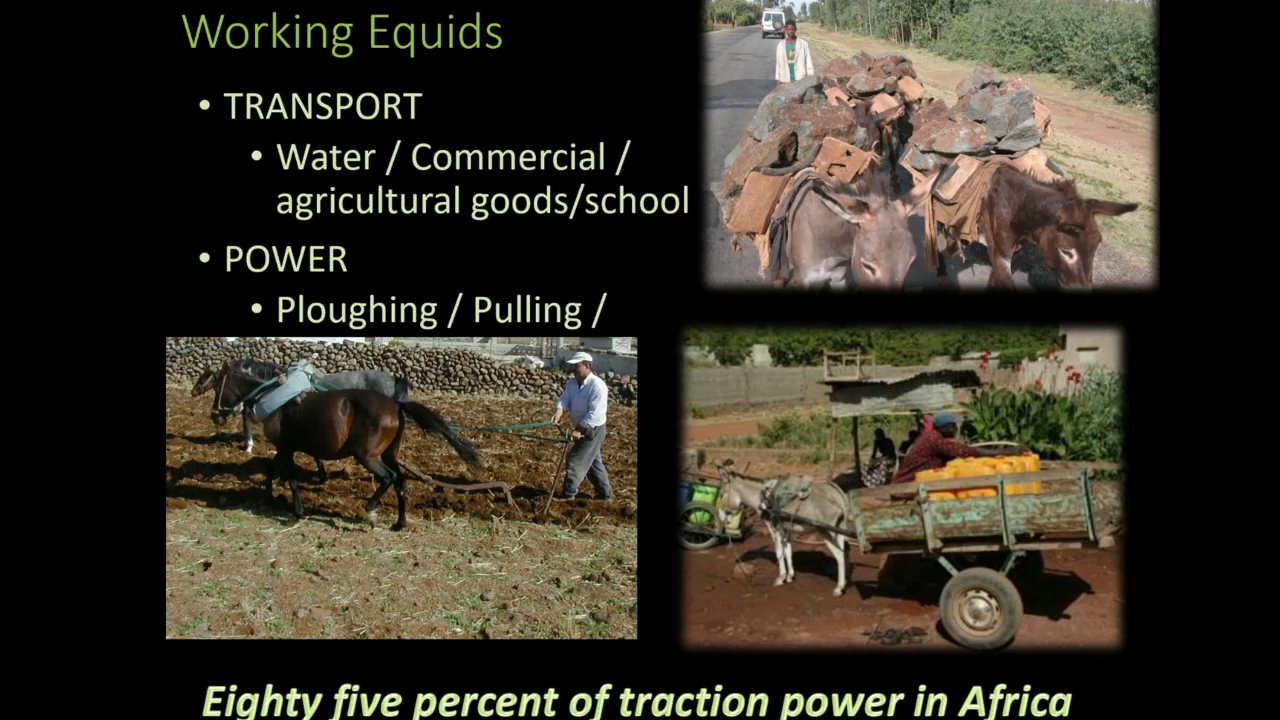 Working Equids
• TRANSPORT
• Water / Commercial /
agricultural goods/school
• POWER
• Ploughing / Pulling /
Eighty five percent of traction power in Africa